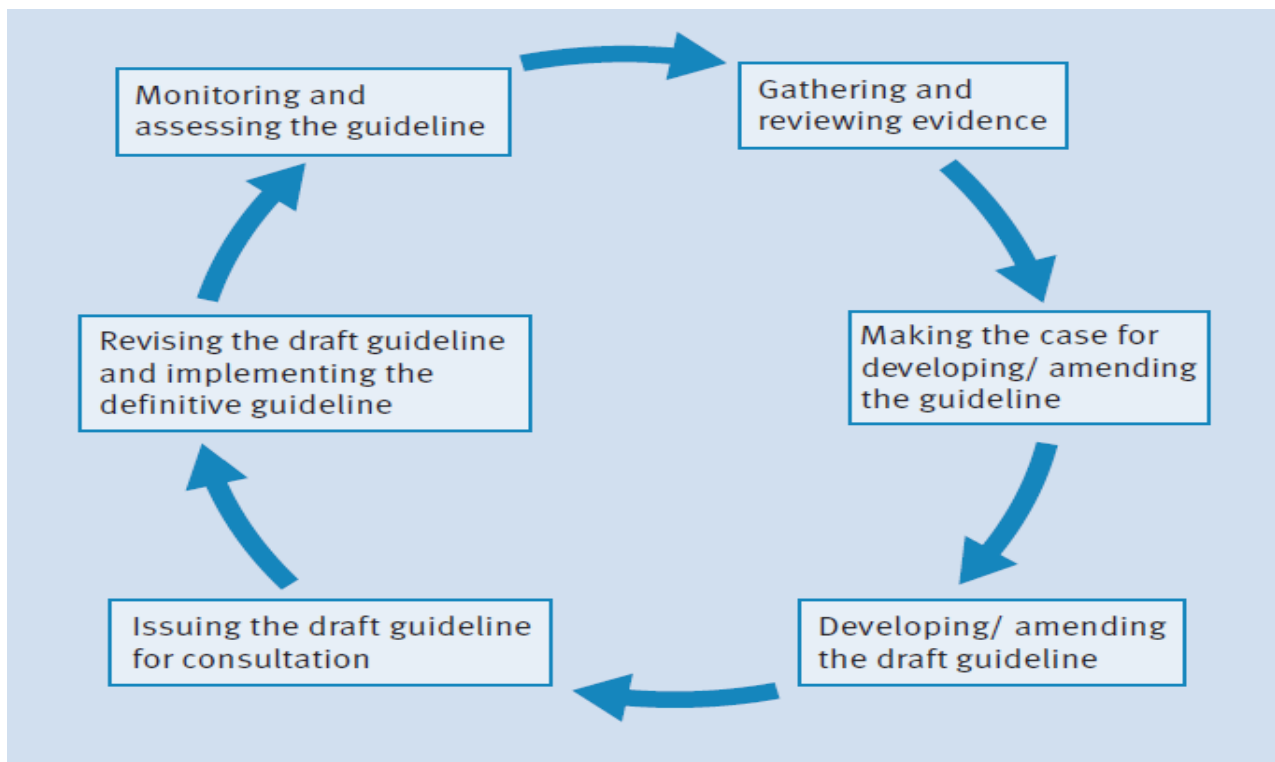 Monitoring and
assessing the guideline
Gathering and
reviewing evidence
Making the case for
developing/ amending
the guideline
Developing/ amending
the draft guideline
Issuing the draft guideline
for consultation
Revising the draft guideline
and implementing the
definitive guideline